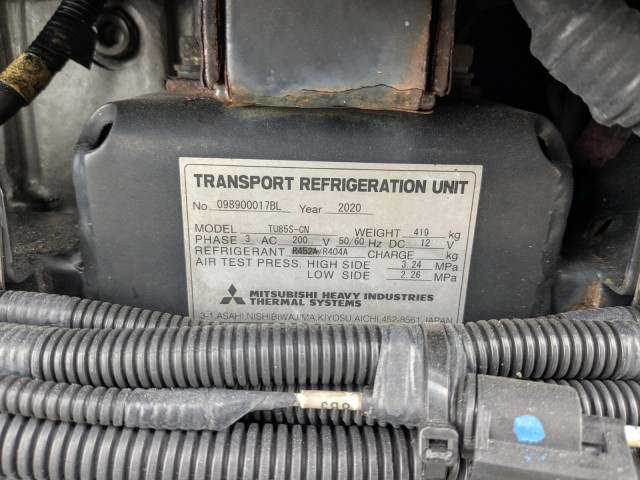 TRANSPORT REFRIGERATION UNIT
No. 098900017BL Year 2020
MODEL TU85S-CN WEIGHT 419 kg
PHASE 3 AC 200 V 50/60 Hz DC 12 V
REFRIGERANT R452A/R404A CHARGE kg
AIR TEST PRESS. HIGH SIDE 3.24 MPa
LOW SIDE 2.26 MPa
MITSUBISHI HEAVY INDUSTRIES
THERMAL SYSTEMS
3-1, ASAHI, NISHIBIWAJIMA, KIYOSU, AICHI, 452-8561, JAPAN